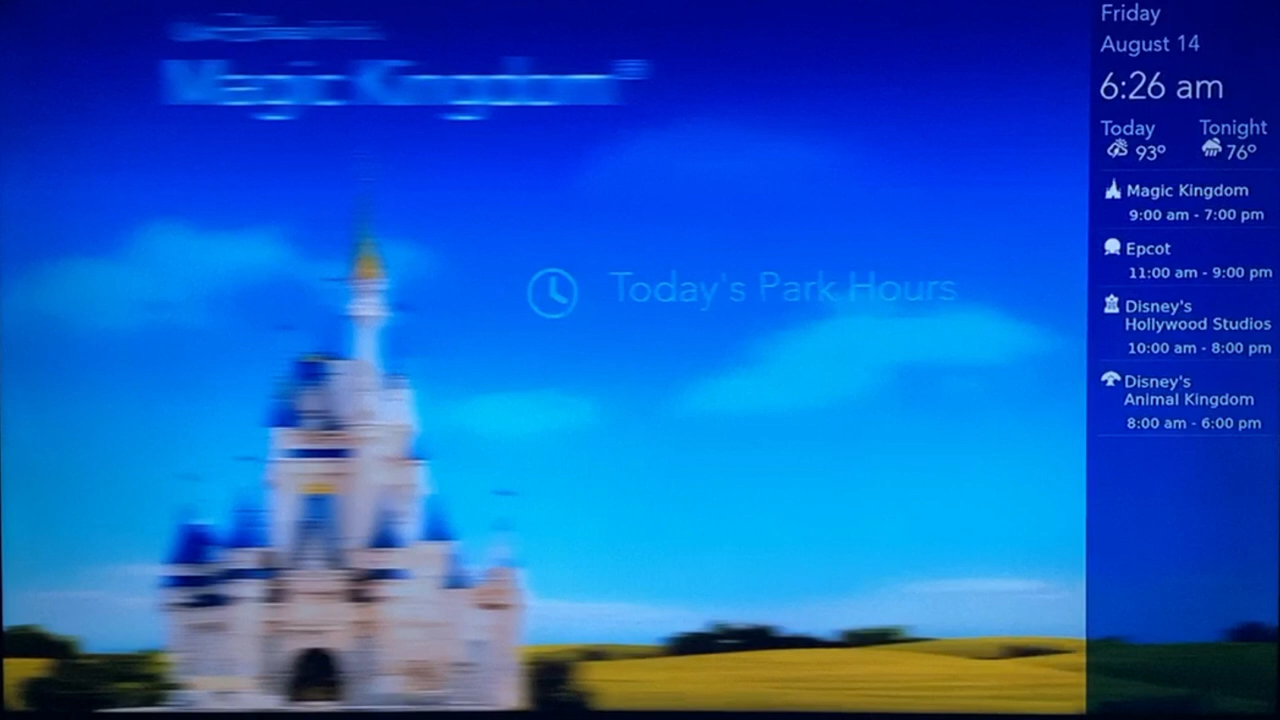 Magic Kingdom®
Today's Park Hours
Friday
August 14
6:26 am
Today Tonight
93° 76°
Magic Kingdom
9:00 am - 7:00 pm
Epcot
11:00 am - 9:00 pm
Disney's
Hollywood Studios
10:00 am - 8:00 pm
Disney's
Animal Kingdom
8:00 am - 6:00 pm